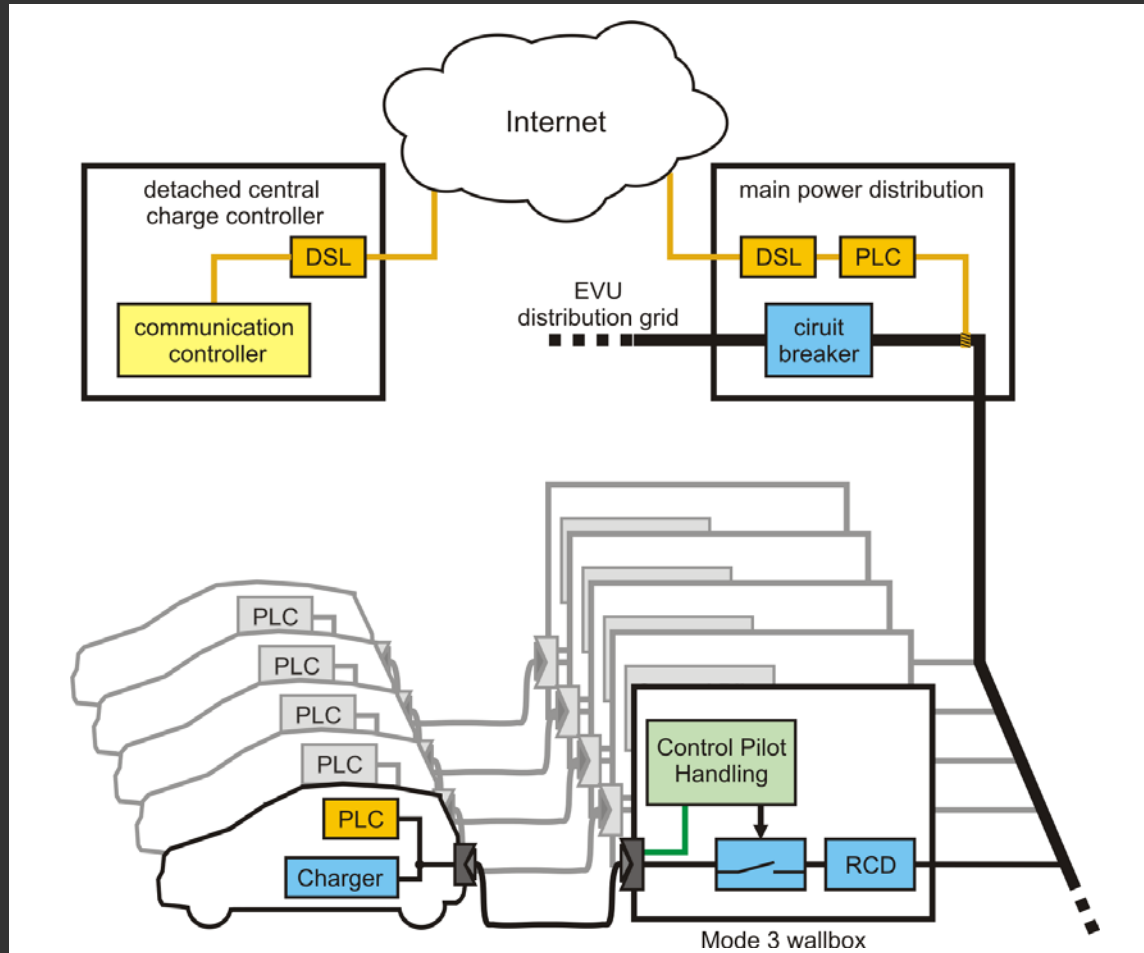 Internet
detached central
charge controller
DSL
communication
controller
main power distribution
DSL
PLC
EVU
distribution grid
ciruit
breaker
PLC
PLC
PLC
PLC
PLC
Charger
Control Pilot
Handling
RCD
Mode 3 wallbox